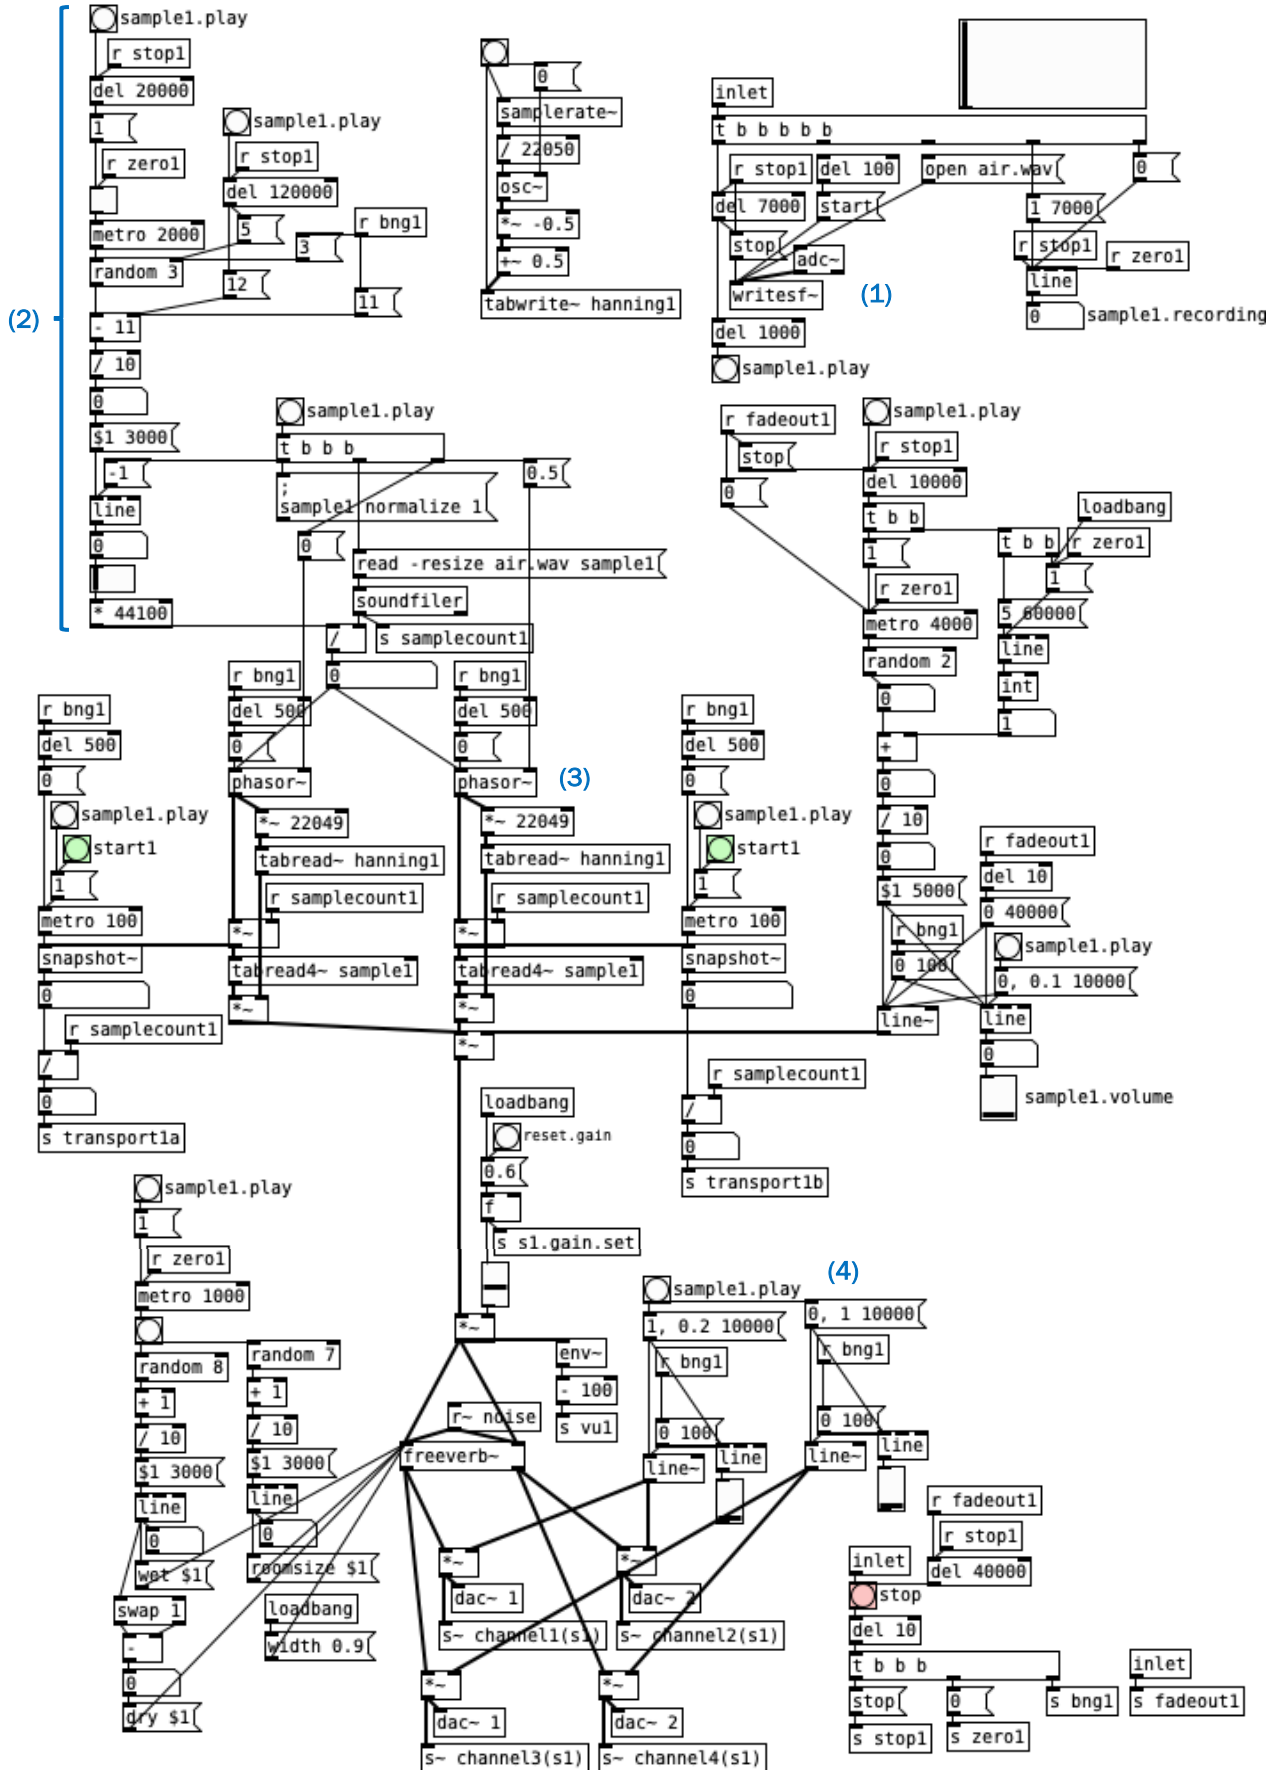 sample1.play
r stop1
del 20000
1
r zero1
metro 2000
random 3
(2)
- 11
/ 10
0
$1 3000
-1
line
0
* 44100
sample1.play
r stop1
del 120000
5
12
3
r bng1
11
0
samplerate~
/ 22050
osc~
*~ -0.5
+~ 0.5
tabwrite~ hanning1
inlet
t b b b b b
r stop1
del 100
open air.wav
0
del 7000
start
1 7000
stop
adc~
r stop1
r zero1
writesf~
(1)
line
0
sample1.recording
del 1000
sample1.play
sample1.play
t b b b
;
sample1 normalize 1
0.5
0
read -resize air.wav sample1
soundfiler
/
s samplecount1
0
r fadeout1
stop
0
sample1.play
r stop1
del 10000
t b b
1
r zero1
metro 4000
random 2
0
+
0
/ 10
0
$1 5000
loadbang
t b b
r zero1
1
5 60000
line
int
1
r bng1
del 500
0
sample1.play
start1
1
metro 100
snapshot~
0
r samplecount1
/
0
s transport1a
r bng1
del 500
0
phasor~
*~ 22049
tabread~ hanning1
r samplecount1
*~
tabread4~ sample1
*~
r bng1
del 500
0
phasor~
(3)
*~ 22049
tabread~ hanning1
r samplecount1
*~
tabread4~ sample1
*~
*~
r bng1
del 500
0
sample1.play
start1
1
metro 100
snapshot~
0
r samplecount1
/
0
s transport1b
r fadeout1
del 10
0 40000
r bng1
0 100
sample1.play
0, 0.1 10000
line~
line
0
sample1.volume
loadbang
reset.gain
0.6
f
s s1.gain.set
*~
env~
- 100
s vu1
r~ noise
freeverb~
sample1.play
1
r zero1
metro 1000
random 8
+ 1
/ 10
$1 3000
line
0
wet $1
swap 1
-
0
dry $1
random 7
+ 1
/ 10
$1 3000
line
0
roomsize $1
loadbang
width 0.9
(4)
sample1.play
1, 0.2 10000
r bng1
0 100
line~
line
0, 1 10000
r bng1
0 100
line~
line
*~
dac~ 1
s~ channel1(s1)
*~
dac~ 2
s~ channel2(s1)
*~
dac~ 1
s~ channel3(s1)
*~
dac~ 2
s~ channel4(s1)
r fadeout1
r stop1
del 40000
inlet
stop
del 10
t b b b
stop
0
s bng1
s stop1
s zero1
inlet
s fadeout1